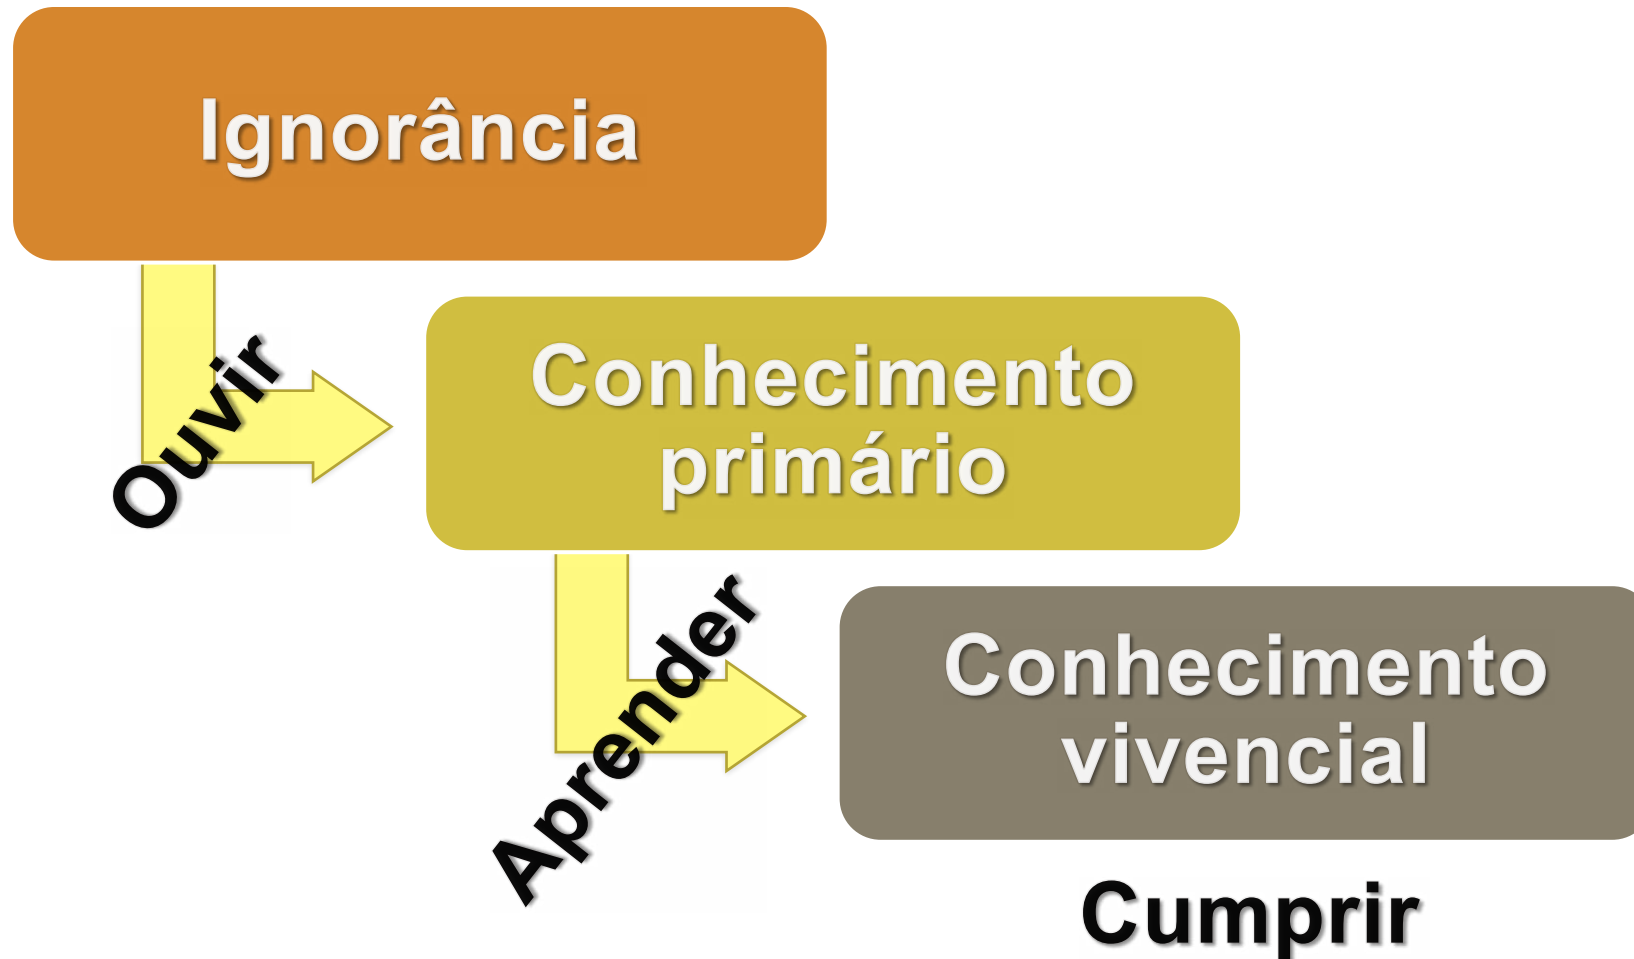 Ignorância
Ouvir
Conhecimento
primário
Aprender
Conhecimento
vivencial
Cumprir